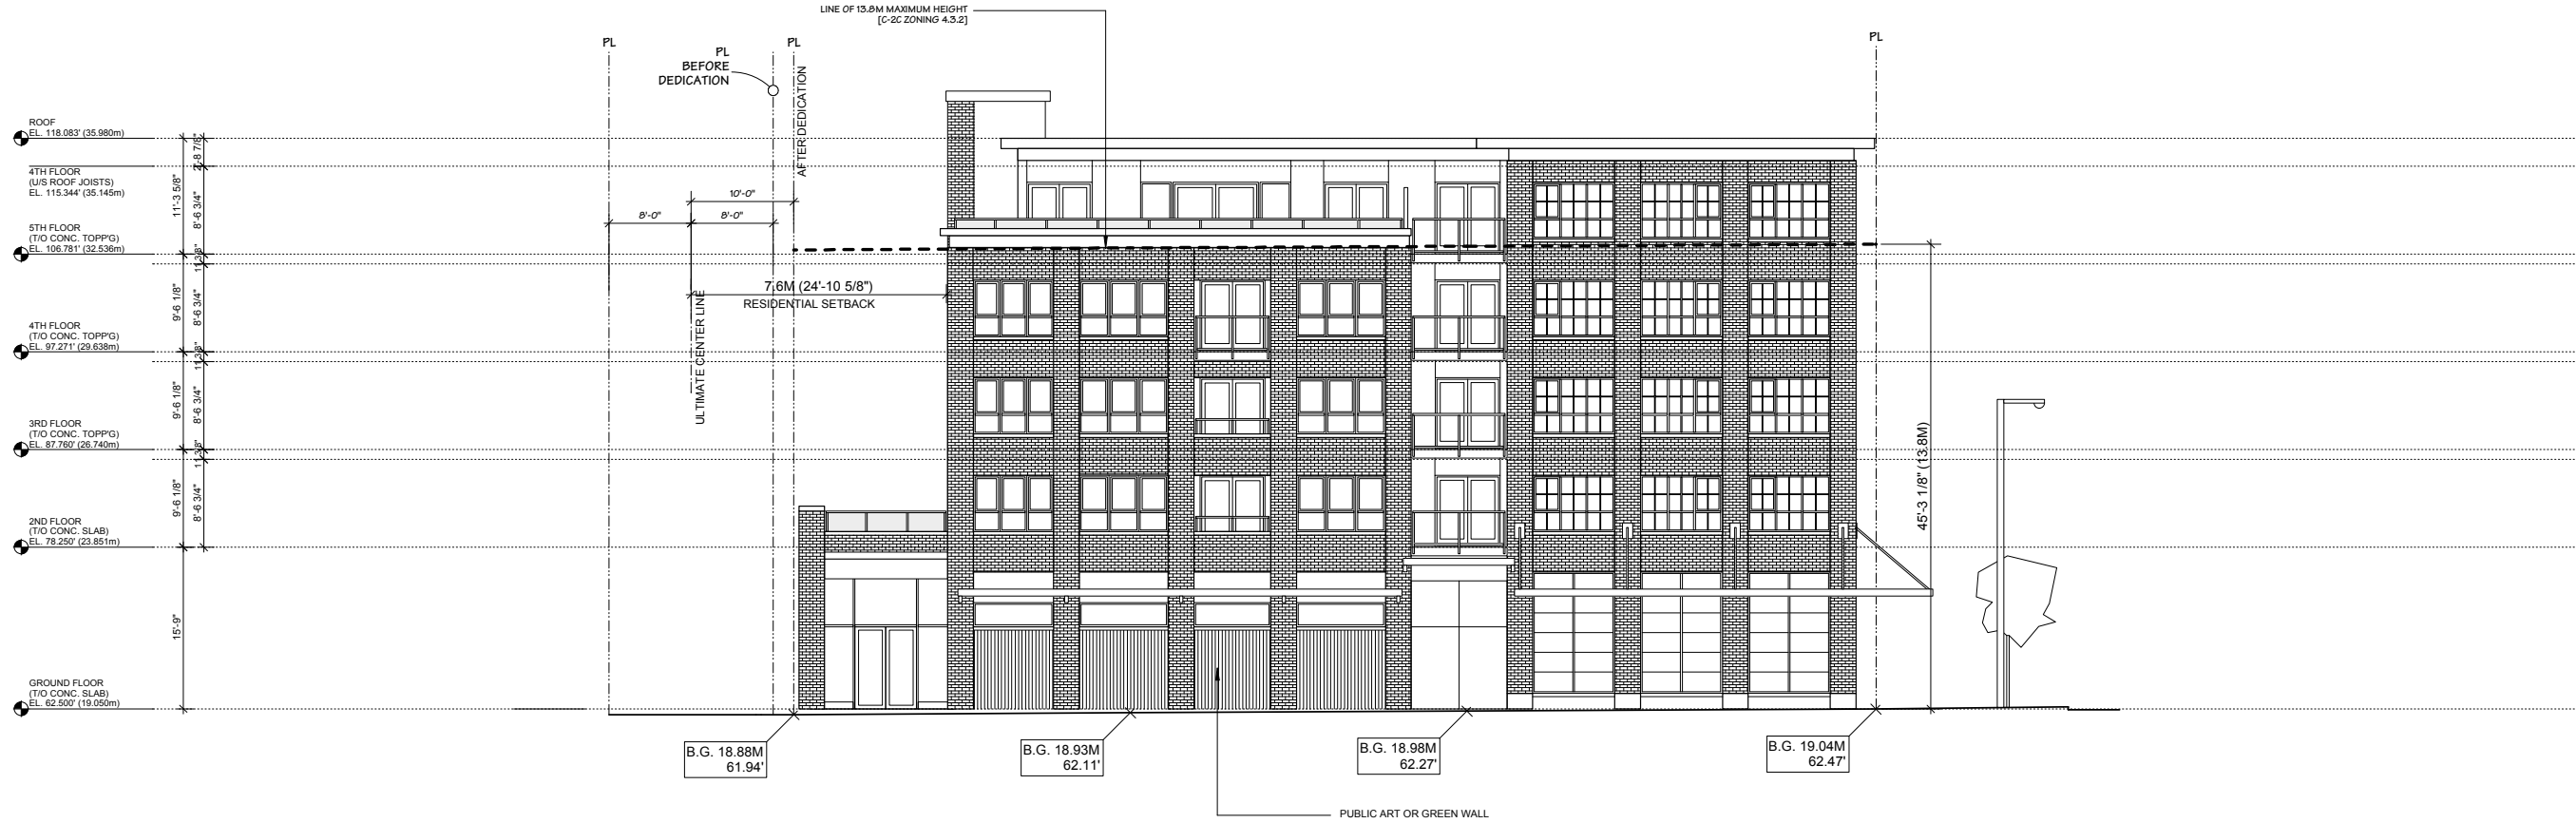 LINE OF 13.8M MAXIMUM HEIGHT
[C-2C ZONING 4.3.2]
PL
PL
BEFORE
DEDICATION
PL
AFTER DEDICATION
PL
ROOF
EL. 118.083' (35.980m)
4TH FLOOR
(U/S ROOF JOISTS)
EL. 115.344' (35.145m)
5TH FLOOR
(T/O CONC. TOPP'G)
EL. 106.781' (32.536m)
4TH FLOOR
(T/O CONC. TOPP'G)
EL. 97.271' (29.638m)
3RD FLOOR
(T/O CONC. TOPP'G)
EL. 87.760' (26.740m)
2ND FLOOR
(T/O CONC. SLAB)
EL. 78.250' (23.851m)
GROUND FLOOR
(T/O CONC. SLAB)
EL. 62.500' (19.050m)
11'-3 5/8"
8'-6 3/4"
9'-6 1/8"
8'-6 3/4"
9'-6 1/8"
8'-6 3/4"
9'-6 1/8"
8'-6 3/4"
15'-9"
10'-0"
8'-0"
8'-0"
7.6M (24'-10 5/8")
RESIDENTIAL SETBACK
ULTIMATE CENTER LINE
45'-3 1/8" (13.8M)
B.G. 18.88M
61.94'
B.G. 18.93M
62.11'
B.G. 18.98M
62.27'
B.G. 19.04M
62.47'
PUBLIC ART OR GREEN WALL